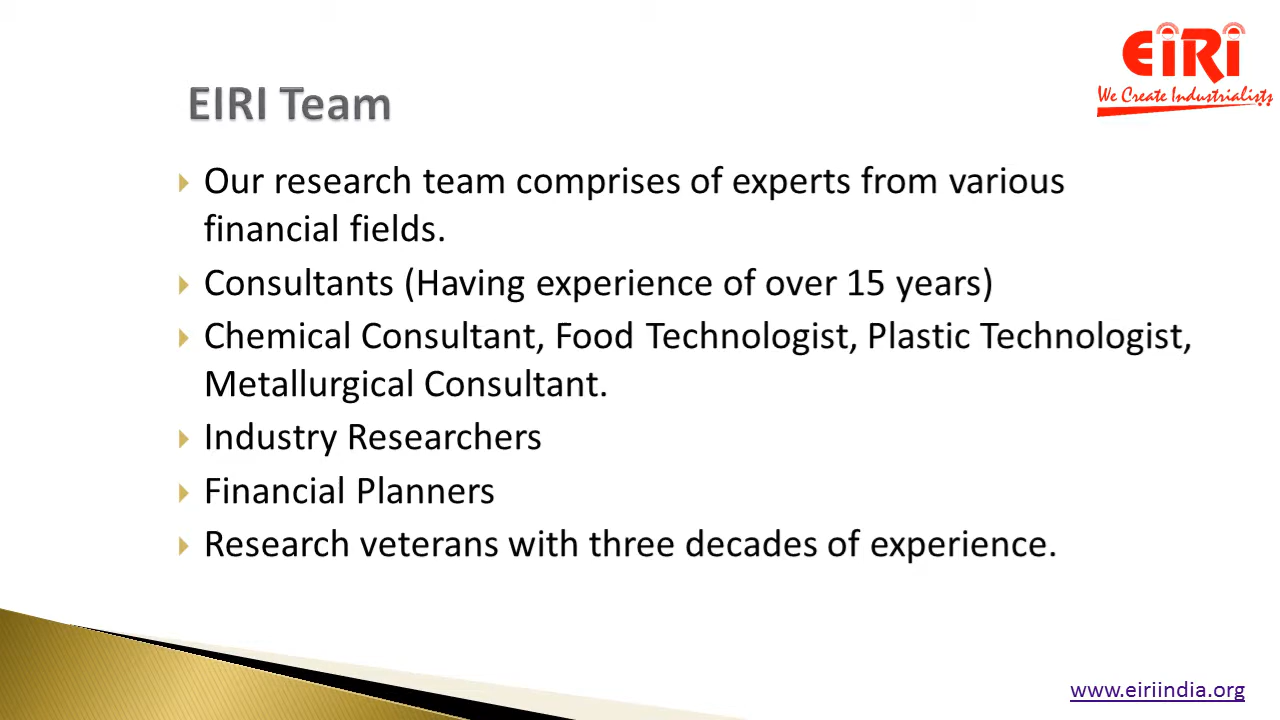 EiRi
We Create Industrialists
EIRI Team
Our research team comprises of experts from various
financial fields.
Consultants (Having experience of over 15 years)
Chemical Consultant, Food Technologist, Plastic Technologist,
Metallurgical Consultant.
Industry Researchers
Financial Planners
Research veterans with three decades of experience.
www.eiriindia.org